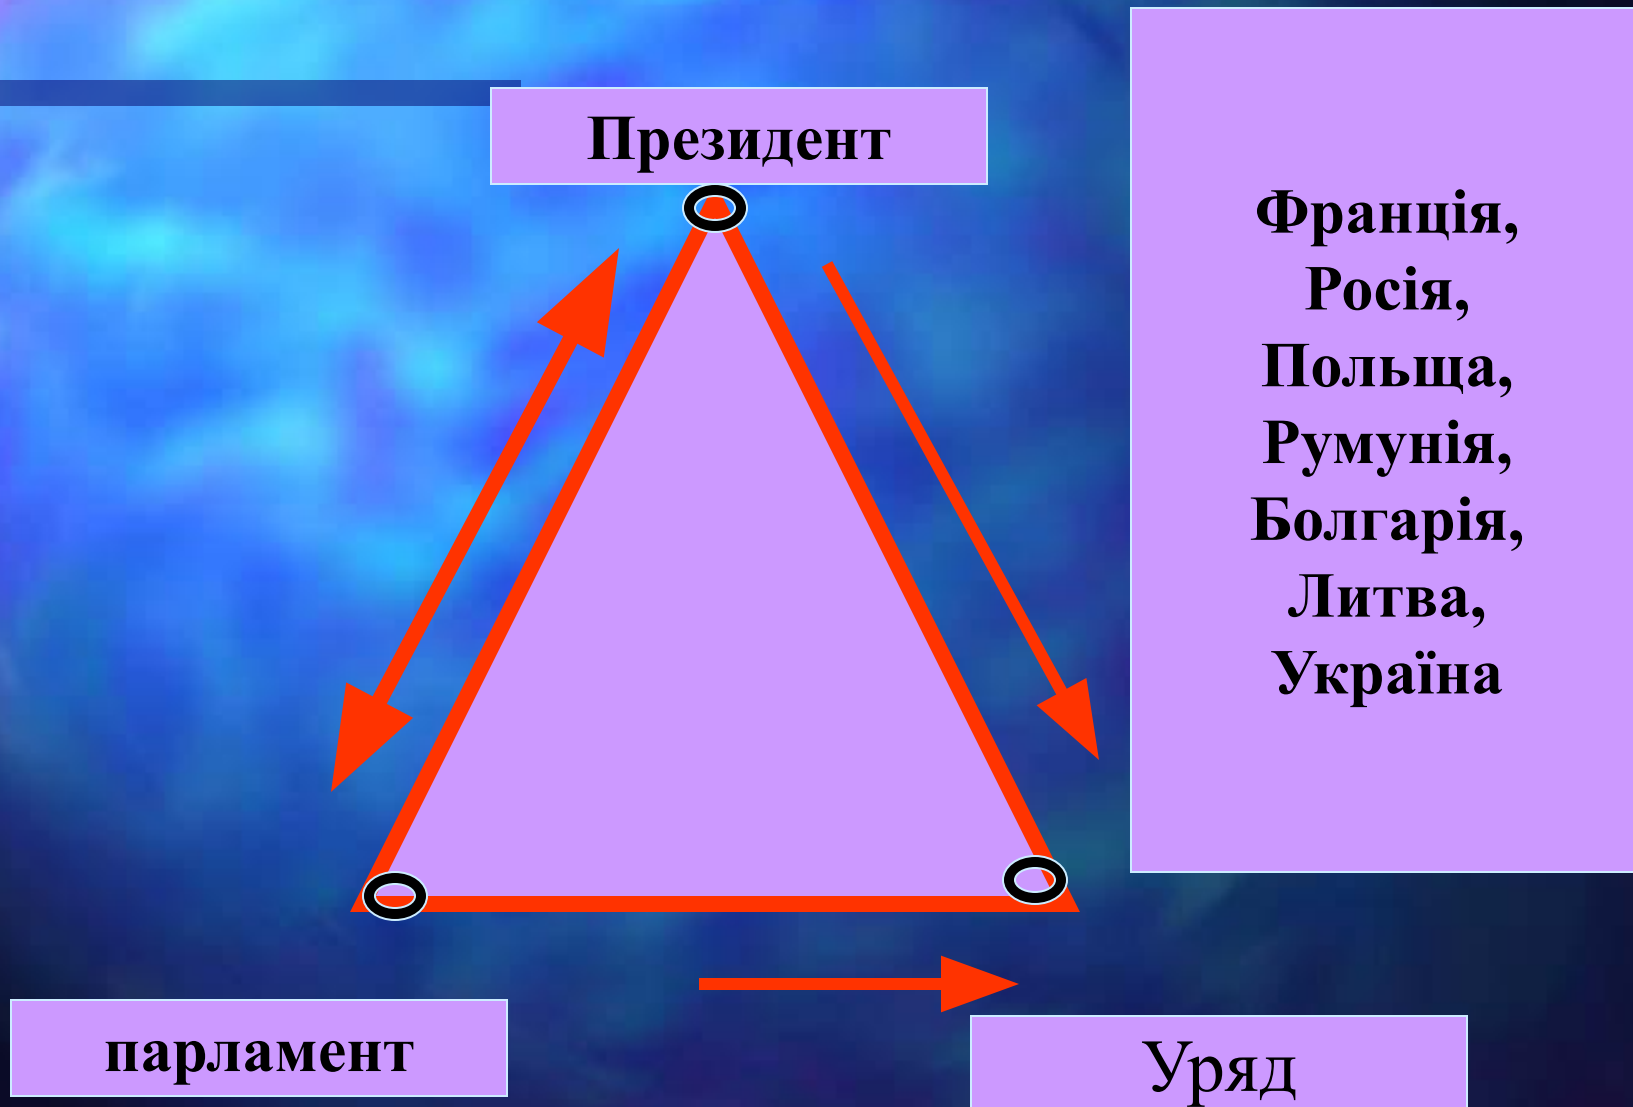 Президент
Франція,
Росія,
Польща,
Румунія,
Болгарія,
Литва,
Україна
парламент
Уряд